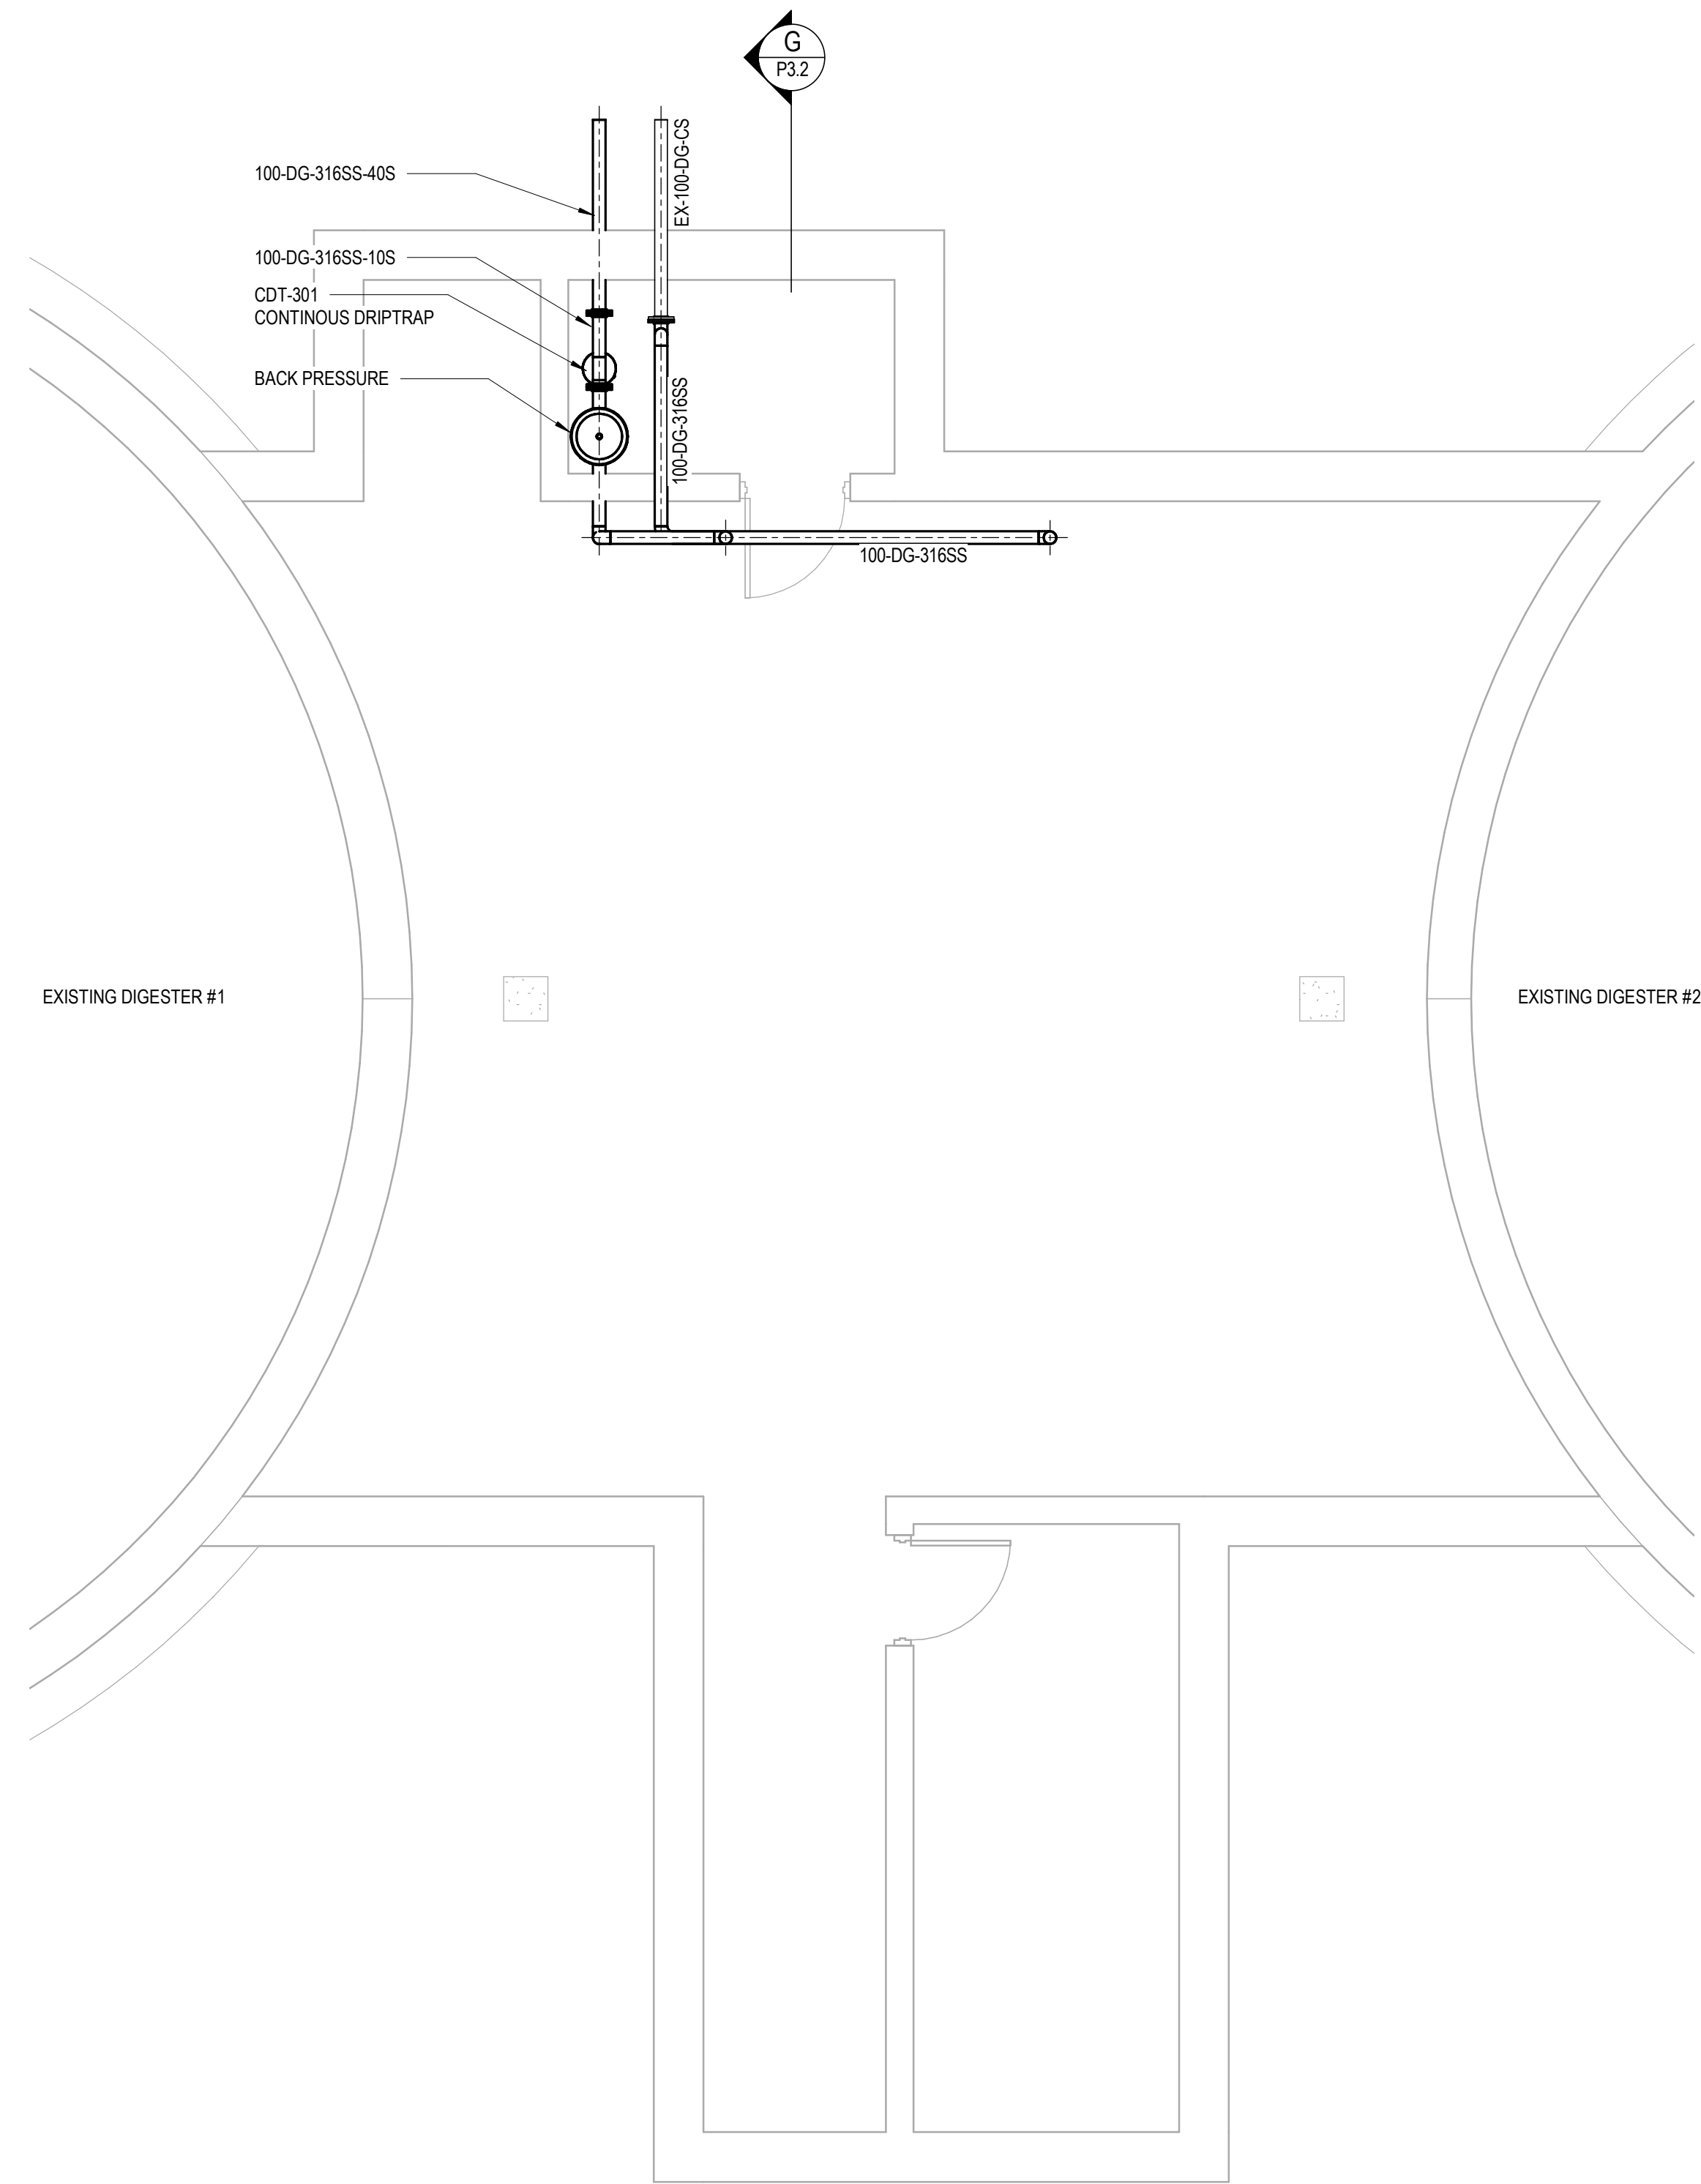 G
P3.2
EX-100-DG-CS
100-DG-316SS-40S
100-DG-316SS-10S
CDT-301
CONTINOUS DRIPTRAP
BACK PRESSURE
100-DG-316SS
100-DG-316SS
EXISTING DIGESTER #1
EXISTING DIGESTER #2